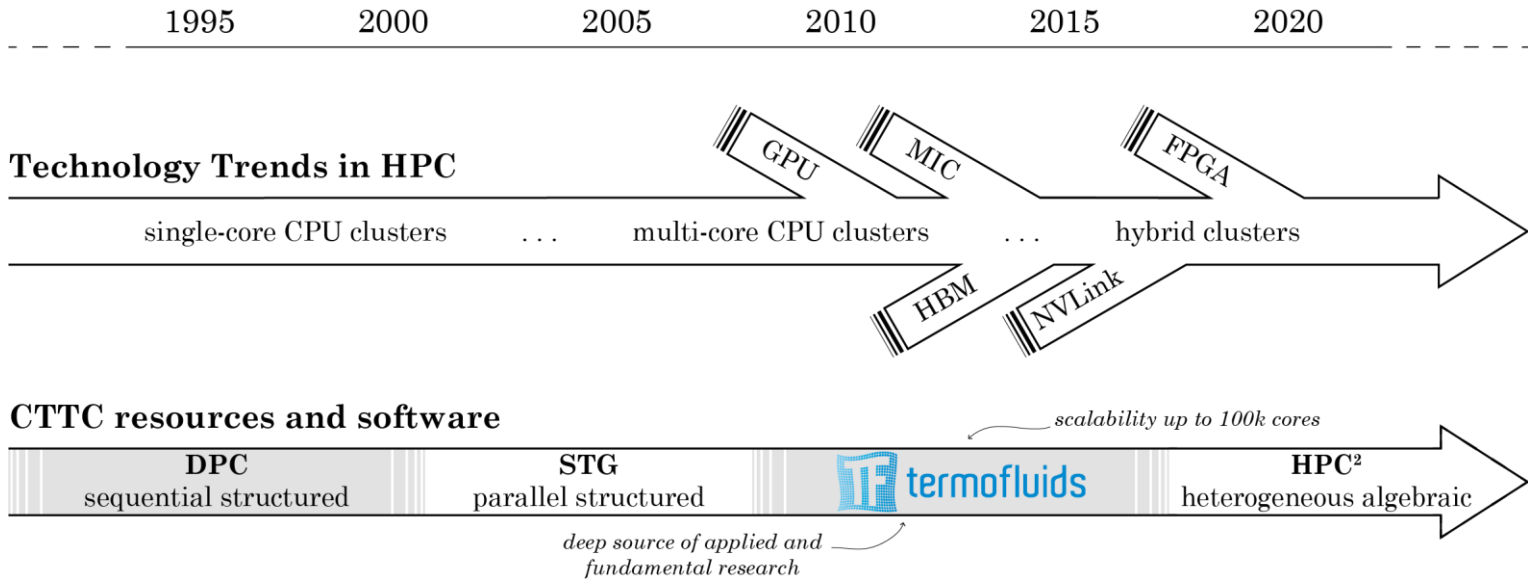 1995 2000 2005 2010 2015 2020
Technology Trends in HPC
GPU
MIC
FPGA
single-core CPU clusters ... multi-core CPU clusters ... hybrid clusters
HBM
NVLink
CTTC resources and software
scalability up to 100k cores
DPC
sequential structured
STG
parallel structured
TF termofluids
HPC²
heterogeneous algebraic
deep source of applied and
fundamental research